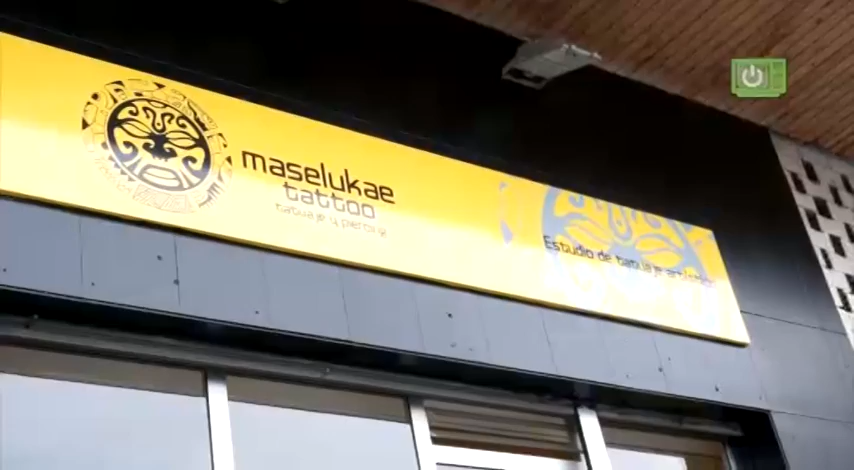 maselukae
tattoo
tatuaje y piercing
Estudio de tatuaje artístico